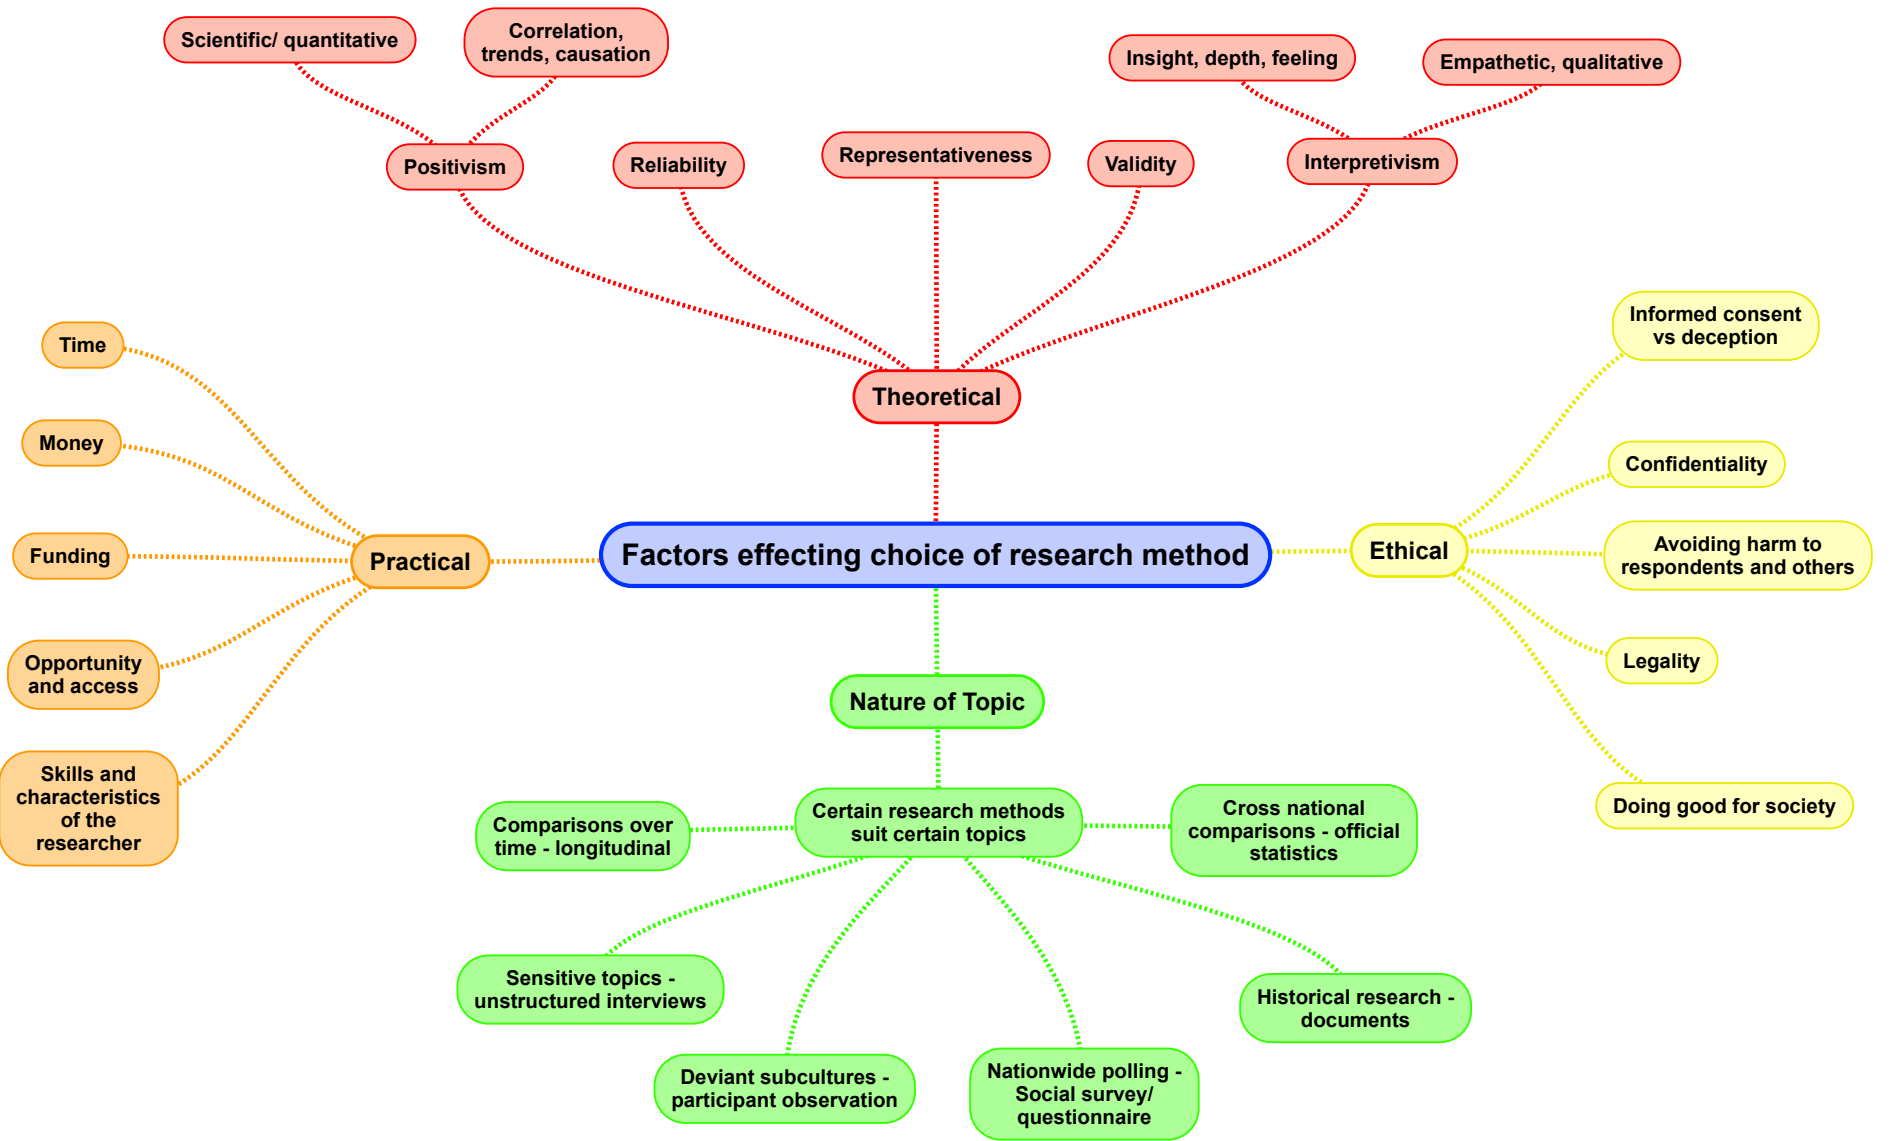 Scientific/ quantitative
Correlation,
trends, causation
Insight, depth, feeling
Empathetic, qualitative
Positivism
Reliability
Representativeness
Validity
Interpretivism
Theoretical
Time
Money
Funding
Opportunity
and access
Skills and
characteristics
of the
researcher
Practical
Factors effecting choice of research method
Ethical
Informed consent
vs deception
Confidentiality
Avoiding harm to
respondents and others
Legality
Doing good for society
Nature of Topic
Certain research methods
suit certain topics
Comparisons over
time - longitudinal
Cross national
comparisons - official
statistics
Sensitive topics -
unstructured interviews
Deviant subcultures -
participant observation
Nationwide polling -
Social survey/
questionnaire
Historical research -
documents